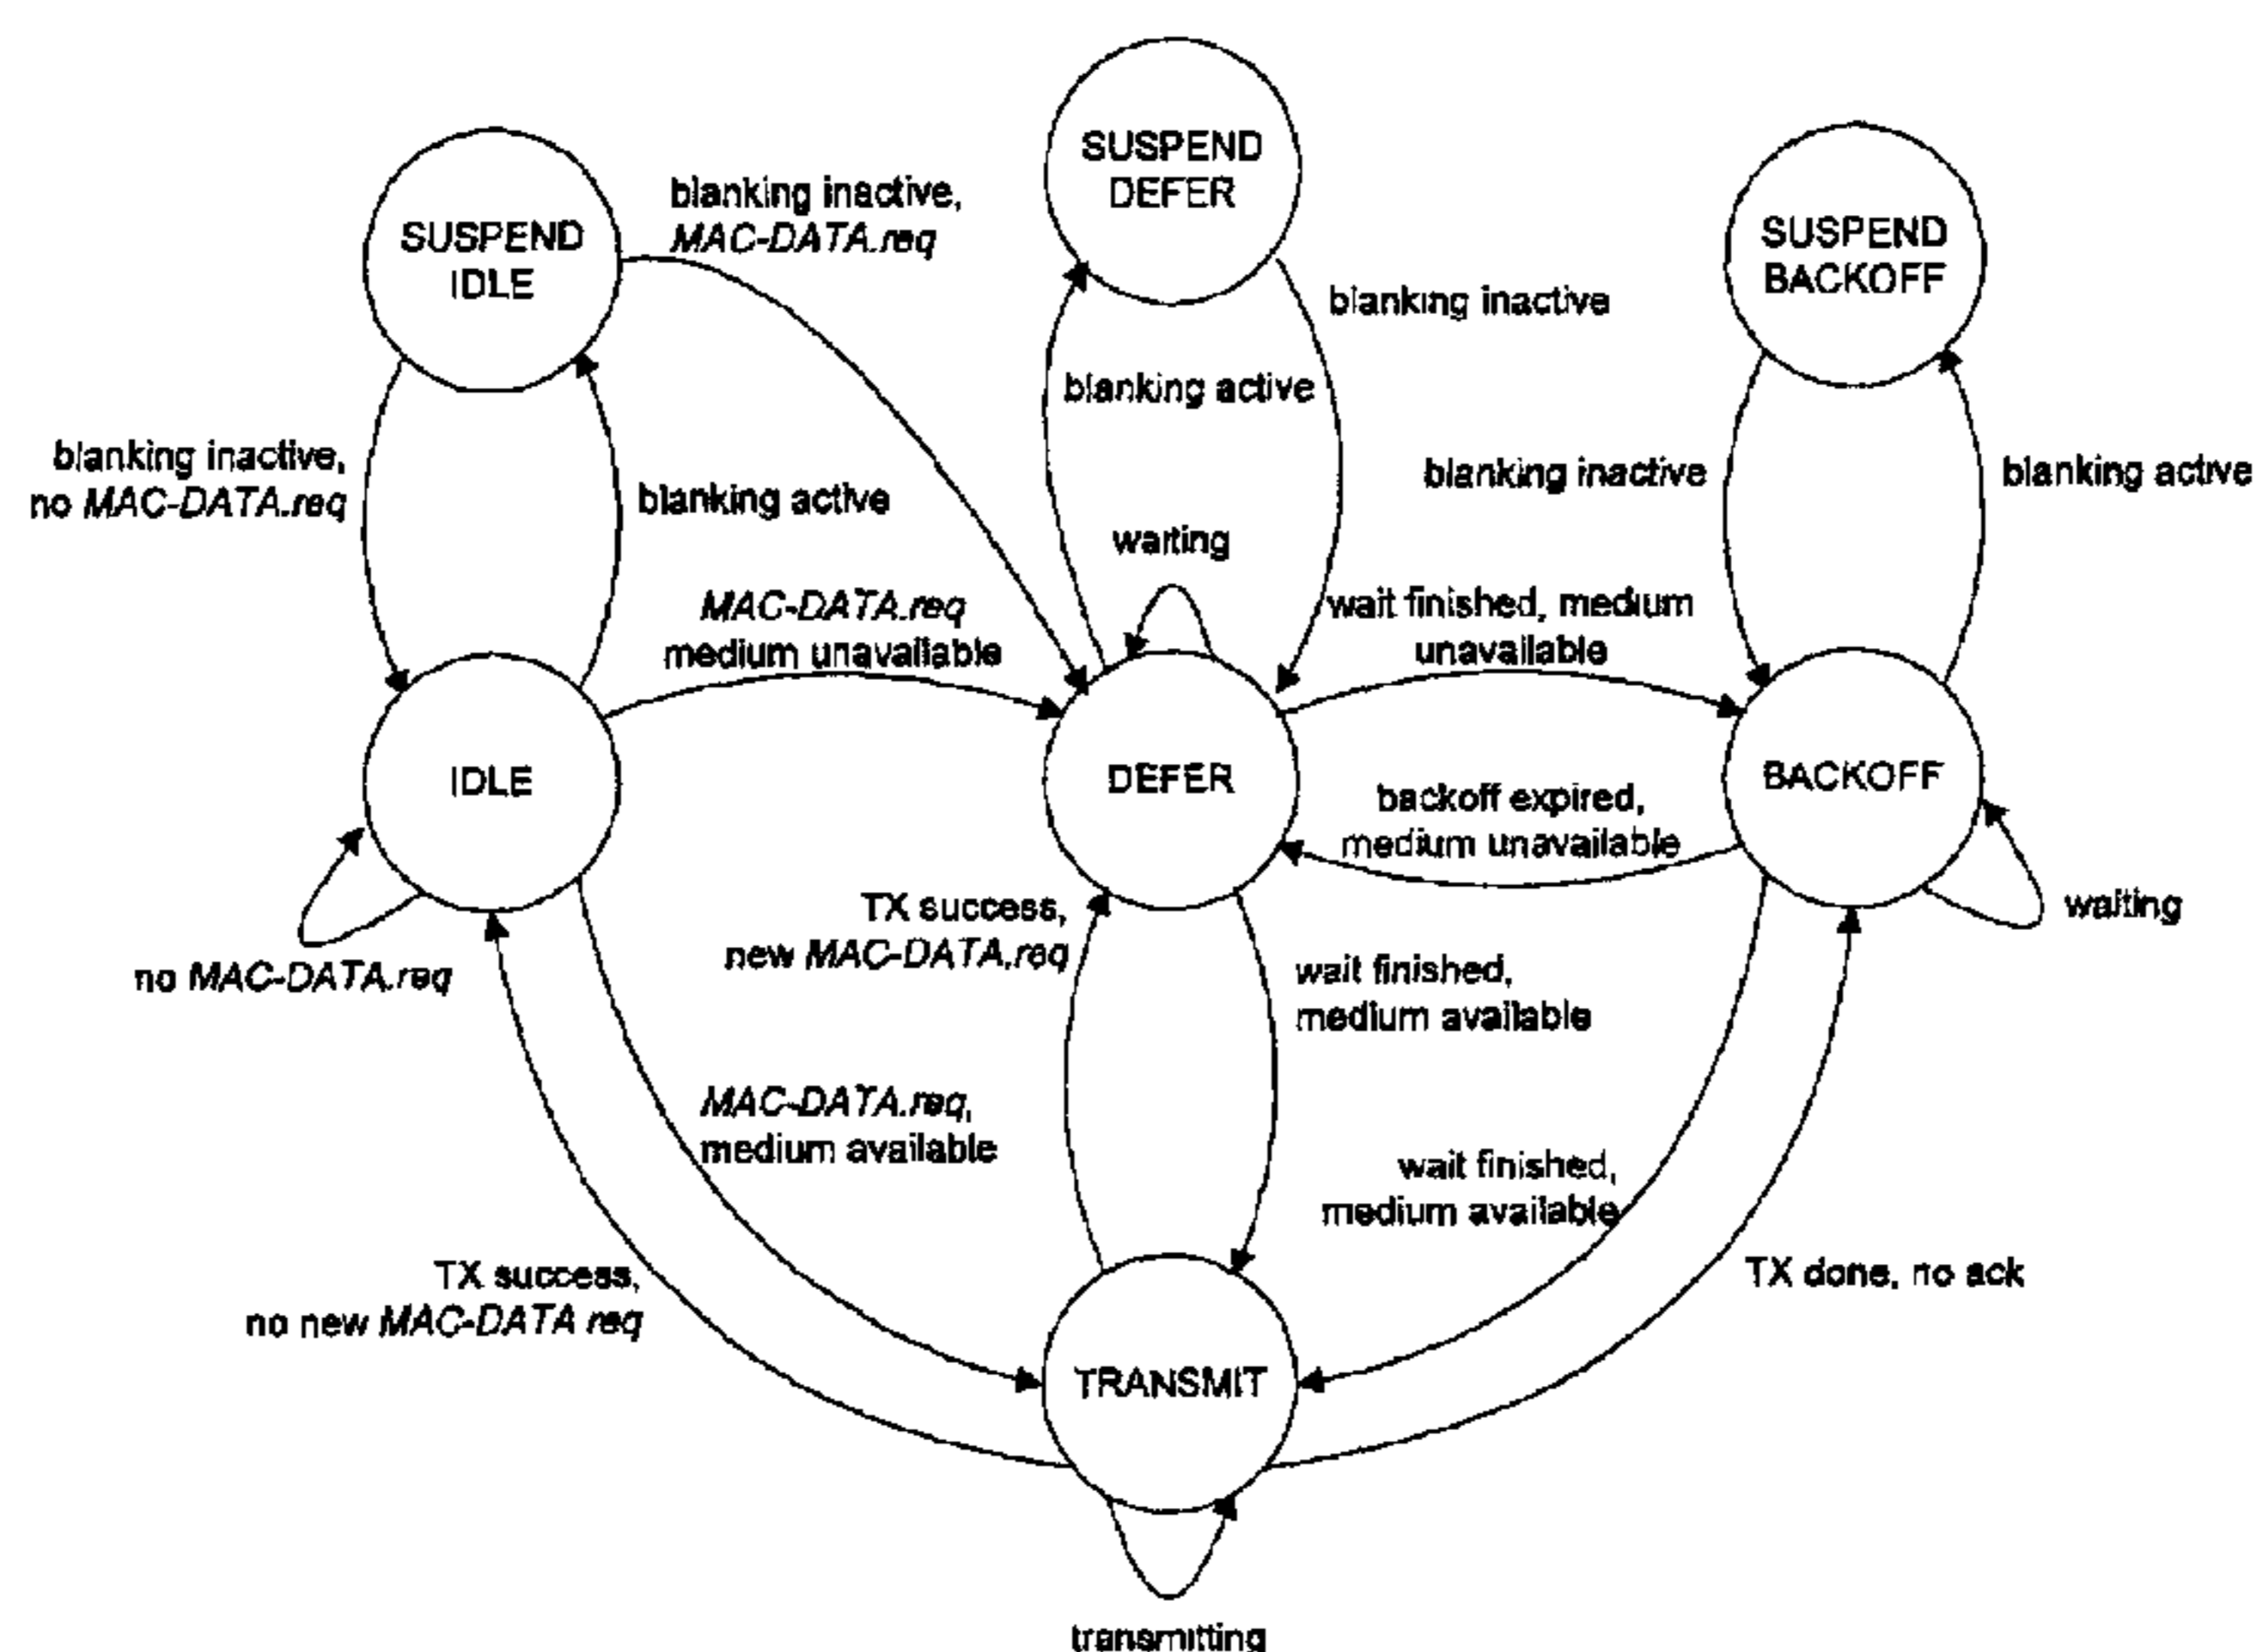 SUSPEND
DEFER
SUSPEND
IDLE
blanking inactive,
MAC-DATA.req
SUSPEND
BACKOFF
blanking inactive
blanking active
blanking inactive,
no MAC-DATA.req
blanking active
blanking inactive
blanking active
waiting
MAC-DATA.req
medium unavailable
wait finished, medium
unavailable
IDLE
DEFER
BACKOFF
backoff expired,
medium unavailable
waiting
TX success,
new MAC-DATA.req
no MAC-DATA.req
wait finished,
medium available
MAC-DATA.req,
medium available
wait finished,
medium available
TX success,
no new MAC-DATA req
TX done, no ack
TRANSMIT
transmitting